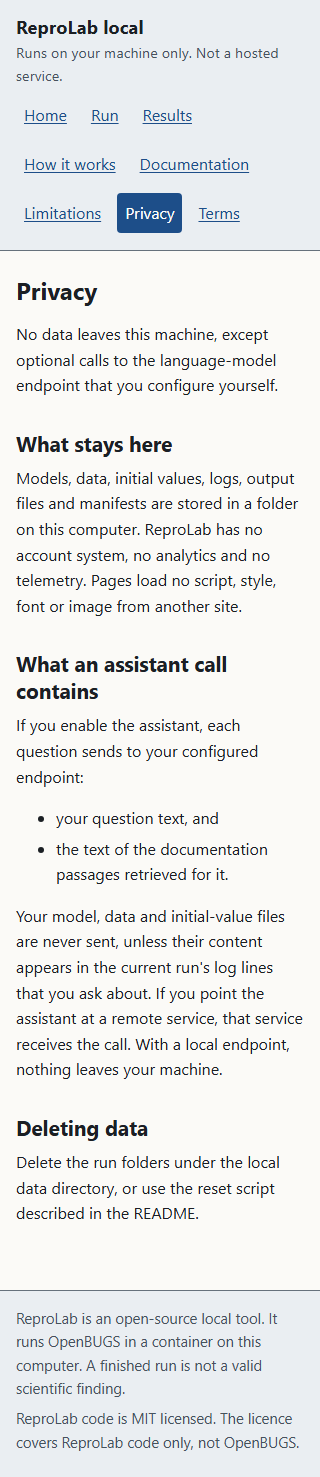 ReproLab local
Runs on your machine only. Not a hosted
service.
Home Run Results
How it works Documentation
Limitations Privacy Terms
Privacy
No data leaves this machine, except
optional calls to the language-model
endpoint that you configure yourself.
What stays here
Models, data, initial values, logs, output
files and manifests are stored in a folder
on this computer. ReproLab has no
account system, no analytics and no
telemetry. Pages load no script, style,
font or image from another site.
What an assistant call
contains
If you enable the assistant, each
question sends to your configured
endpoint:
• your question text, and
• the text of the documentation
passages retrieved for it.
Your model, data and initial-value files
are never sent, unless their content
appears in the current run's log lines
that you ask about. If you point the
assistant at a remote service, that service
receives the call. With a local endpoint,
nothing leaves your machine.
Deleting data
Delete the run folders under the local
data directory, or use the reset script
described in the README.
ReproLab is an open-source local tool. It
runs OpenBUGS in a container on this
computer. A finished run is not a valid
scientific finding.
ReproLab code is MIT licensed. The licence
covers ReproLab code only, not OpenBUGS.